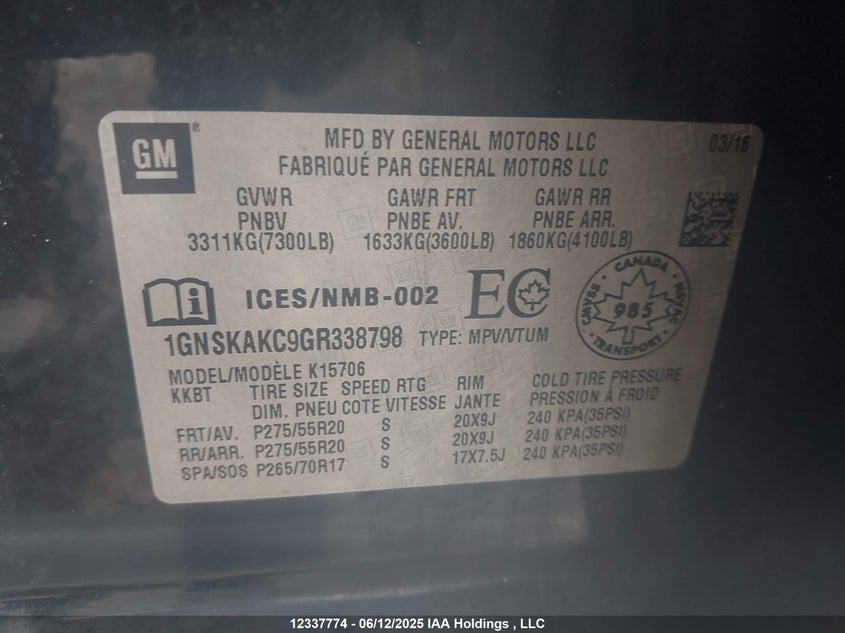 GM®
MFD BY GENERAL MOTORS LLC
FABRIQUÉ PAR GENERAL MOTORS LLC
03/16
GVWR GAWR FRT GAWR RR
PNBV PNBE AV. PNBE ARR.
3311KG(7300LB) 1633KG(3600LB) 1860KG(4100LB)
i ICES/NMB-002 EC
CANADA
CMVSS 985 NSVAC
TRANSPORT
1GNSKAKC9GR338798 TYPE: MPV/VTUM
MODEL/MODÈLE K15706
KKBT TIRE SIZE SPEED RTG RIM COLD TIRE PRESSURE
DIM. PNEU COTE VITESSE JANTE PRESSION À FROID
FRT/AV. P275/55R20 S 20X9J 240 KPA(35PSI)
RR/ARR. P275/55R20 S 20X9J 240 KPA(35PSI)
SPA/SOS P265/70R17 S 17X7.5J 240 KPA(35PSI)
12337774 - 06/12/2025 IAA Holdings , LLC